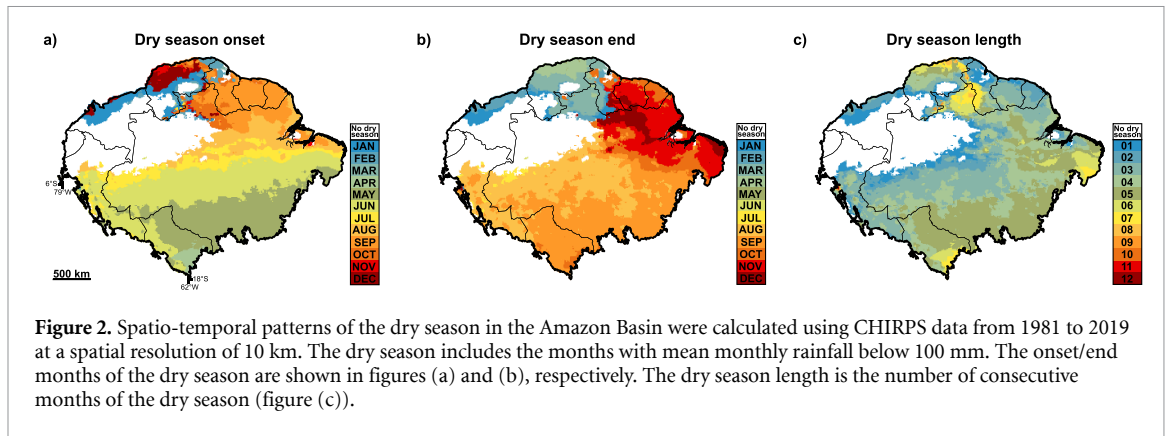 a) Dry season onset
b) Dry season end
c) Dry season length
No dry
season
JAN
FEB
MAR
APR
MAY
JUN
JUL
AUG
SEP
OCT
NOV
DEC
6°S
79°W
500 km
18°S
62°W
No dry
season
JAN
FEB
MAR
APR
MAY
JUN
JUL
AUG
SEP
OCT
NOV
DEC
No dry
season
01
02
03
04
05
06
07
08
09
10
11
12
Figure 2. Spatio-temporal patterns of the dry season in the Amazon Basin were calculated using CHIRPS data from 1981 to 2019
at a spatial resolution of 10 km. The dry season includes the months with mean monthly rainfall below 100 mm. The onset/end
months of the dry season are shown in figures (a) and (b), respectively. The dry season length is the number of consecutive
months of the dry season (figure (c)).